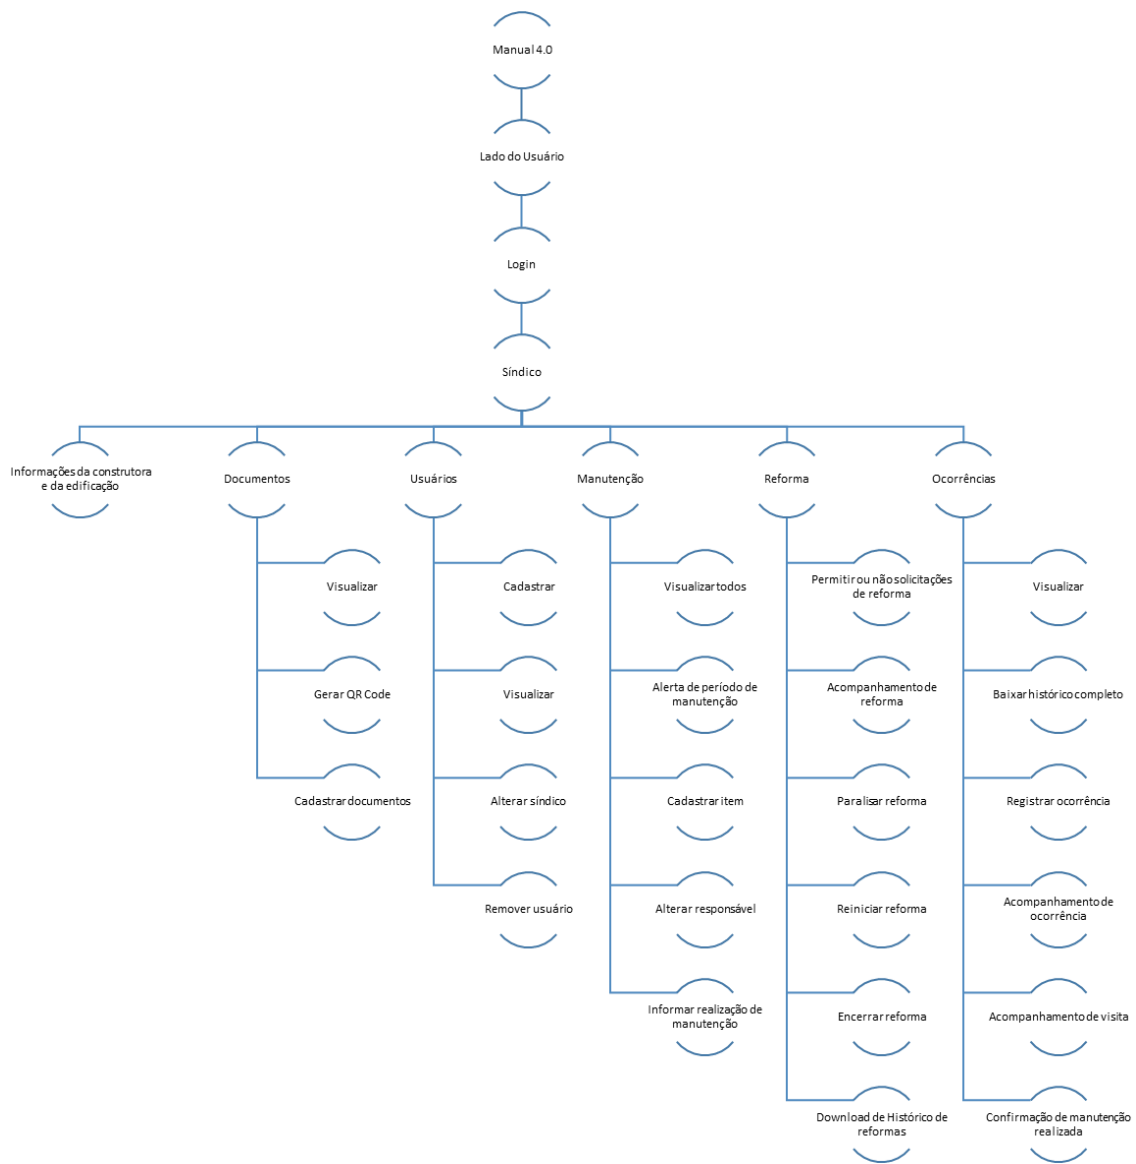 Manual 4.0
Lado do Usuário
Login
Síndico
Informações da construtora
e da edificação
Documentos
Usuários
Manutenção
Reforma
Ocorrências
Visualizar
Gerar QR Code
Cadastrar documentos
Cadastrar
Visualizar
Alterar síndico
Remover usuário
Visualizar todos
Alerta de período de
manutenção
Cadastrar item
Alterar responsável
Informar realização de
manutenção
Permitir ou não solicitações
de reforma
Acompanhamento de
reforma
Paralisar reforma
Reiniciar reforma
Encerrar reforma
Download de Histórico de
reformas
Visualizar
Baixar histórico completo
Registrar ocorrência
Acompanhamento de
ocorrência
Acompanhamento de visita
Confirmação de manutenção
realizada